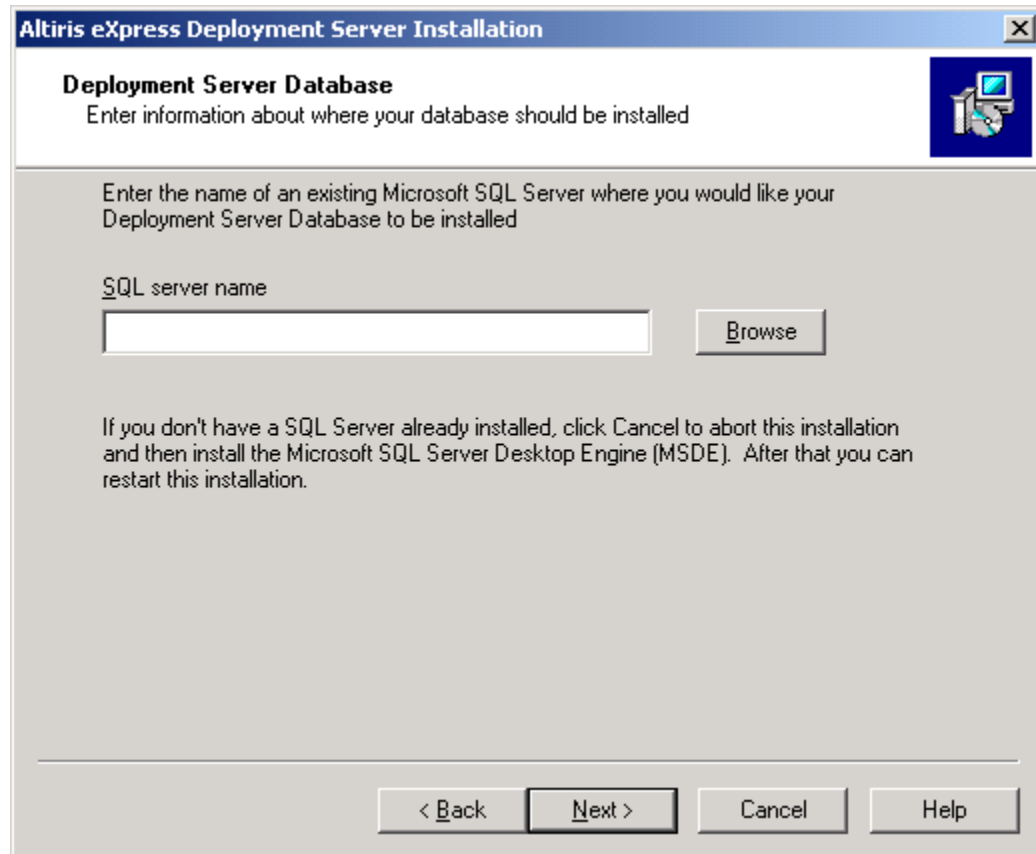 Altiris eXpress Deployment Server Installation
Deployment Server Database
Enter information about where your database should be installed
Enter the name of an existing Microsoft SQL Server where you would like your
Deployment Server Database to be installed
SQL server name
Browse
If you don't have a SQL Server already installed, click Cancel to abort this installation
and then install the Microsoft SQL Server Desktop Engine (MSDE).  After that you can
restart this installation.
< Back Next > Cancel Help